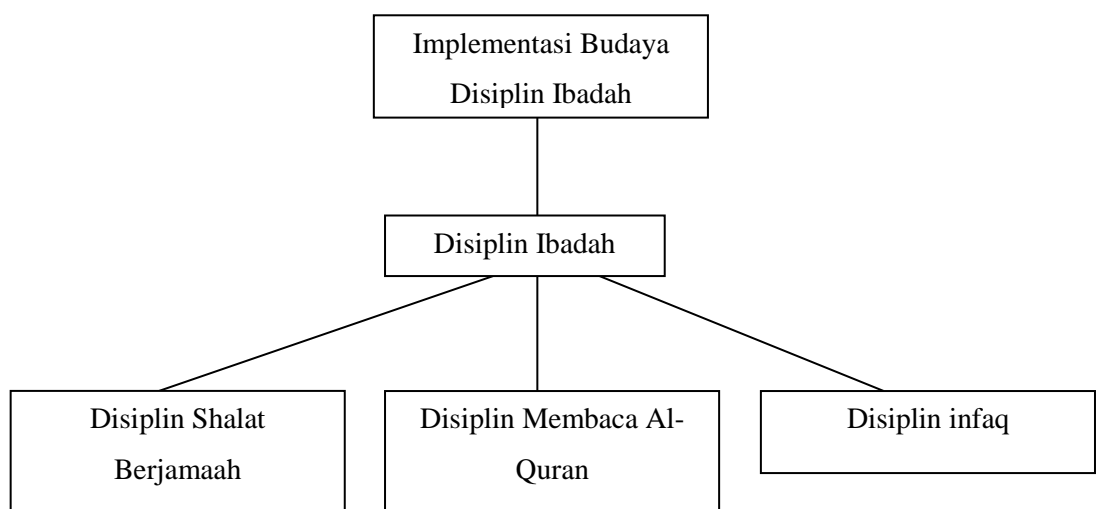 Implementasi Budaya
Disiplin Ibadah
Disiplin Ibadah
Disiplin Shalat
Berjamaah
Disiplin Membaca Al-
Quran
Disiplin infaq